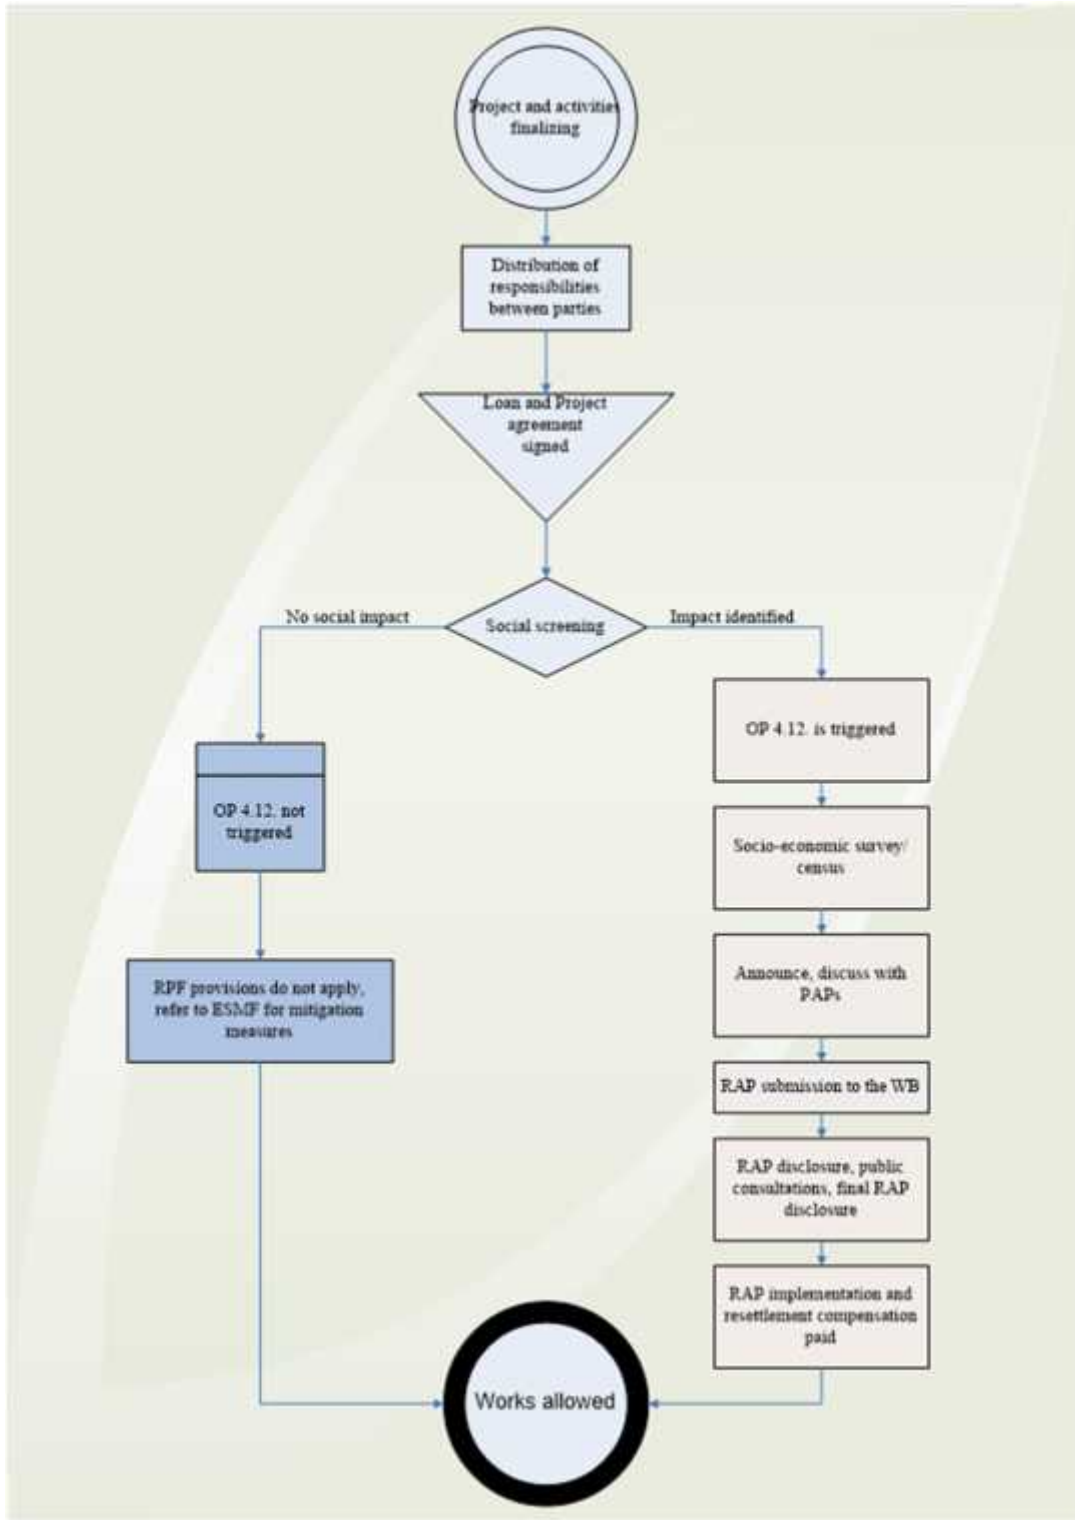 Project and activities
finalizing
Distribution of
responsibilities
between parties
Loan and Project
agreement
signed
No social impact
Social screening
Impact identified
OP 4.12. not
triggered
RPF provisions do not apply,
refer to ESMF for mitigation
measures
OP 4.12. is triggered
Socio-economic survey/
census
Announce, discuss with
PAPs
RAP submission to the WB
RAP disclosure, public
consultations, final RAP
disclosure
RAP implementation and
resettlement compensation
paid
Works allowed